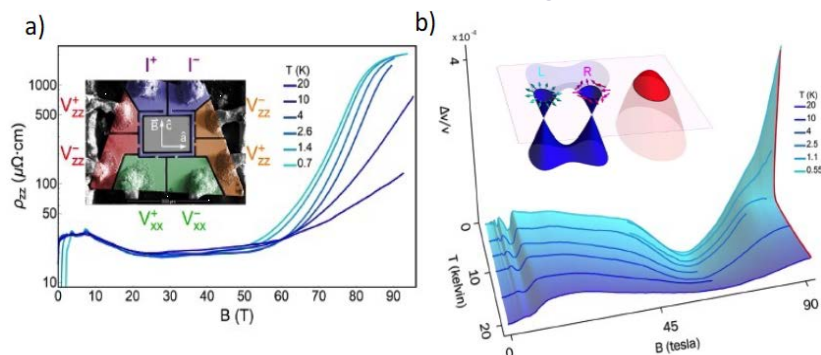 a)
I⁺ I⁻
V⁺zz V⁻zz
V⁻zz V⁺zz
V⁺xx V⁻xx
B⃗ c⃗
a⃗
T (K)
20
10
4
2.6
1.4
0.7
1000
500
100
50
10
ρzz (μΩ·cm)
0 10 20 30 40 50 60 70 80 90
B (T)
b)
×10⁻⁴
4
0
Δv/v
L R
T (K)
20
10
4
2.5
1.1
0.55
0
10
20
T (kelvin)
0 45 90
B (tesla)